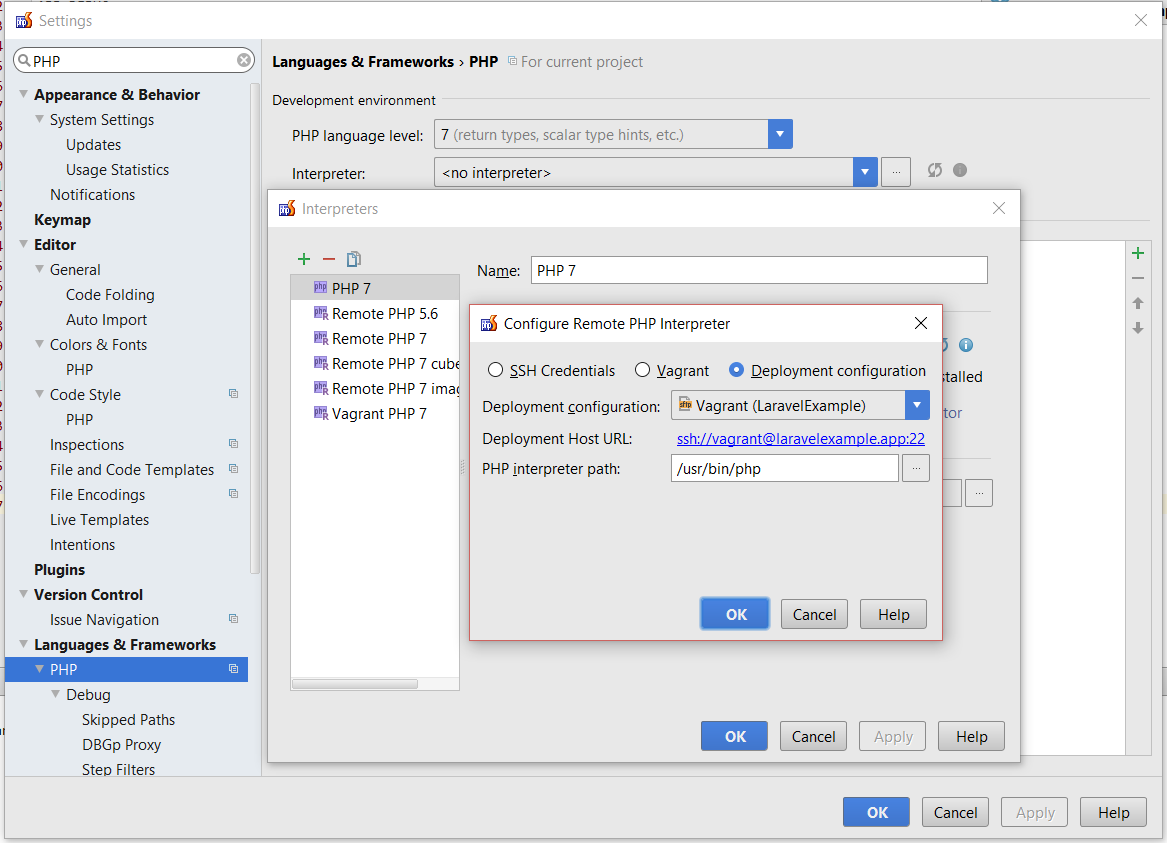 Settings
PHP
Appearance & Behavior
System Settings
Updates
Usage Statistics
Notifications
Keymap
Editor
General
Code Folding
Auto Import
Colors & Fonts
PHP
Code Style
PHP
Inspections
File and Code Templates
File Encodings
Live Templates
Intentions
Plugins
Version Control
Issue Navigation
Languages & Frameworks
PHP
Debug
Skipped Paths
DBGp Proxy
Step Filters
Languages & Frameworks › PHP For current project
Development environment
PHP language level: 7 (return types, scalar type hints, etc.)
Interpreter: <no interpreter> ...
Interpreters
PHP 7
Remote PHP 5.6
Remote PHP 7
Remote PHP 7 cube
Remote PHP 7 imag
Vagrant PHP 7
Name: PHP 7
stalled
tor
...
Configure Remote PHP Interpreter
SSH Credentials Vagrant Deployment configuration
Deployment configuration: Vagrant (LaravelExample)
Deployment Host URL: ssh://vagrant@laravelexample.app:22
PHP interpreter path: /usr/bin/php ...
OK Cancel Help
OK Cancel Apply Help
OK Cancel Apply Help